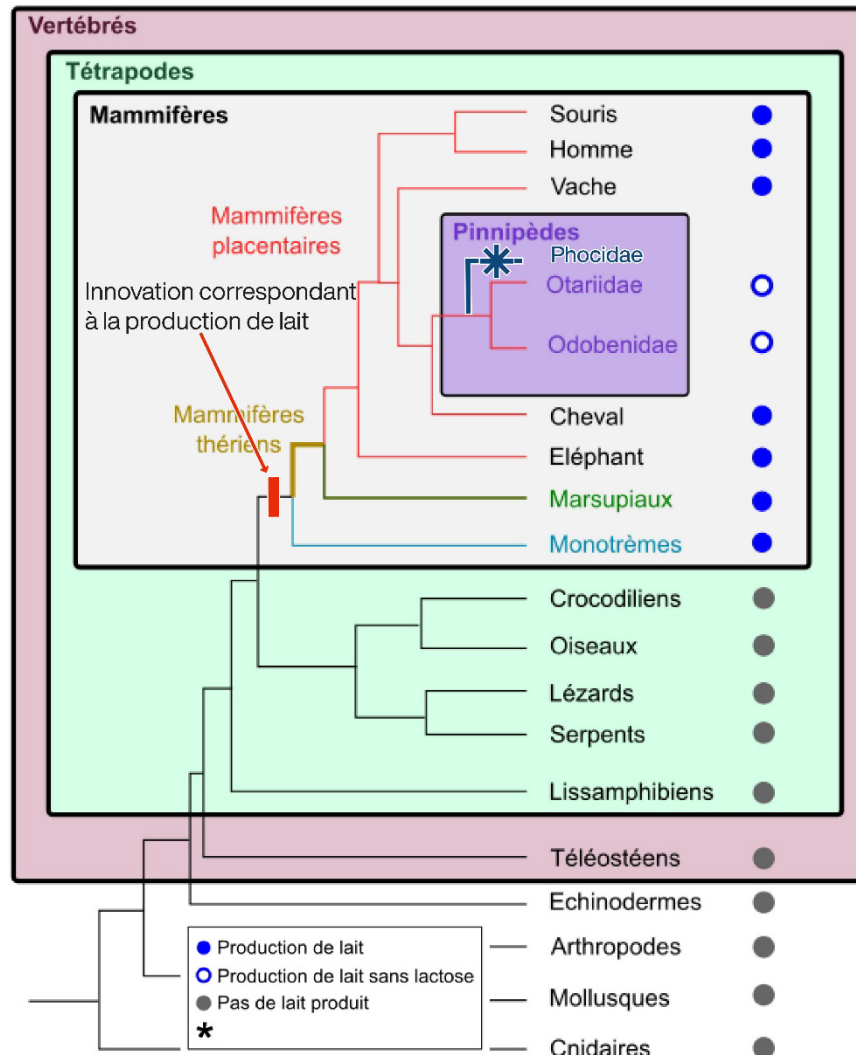 Vertébrés
Tétrapodes
Mammifères
Souris
Homme
Vache
Mammifères
placentaires
Pinnipèdes
Phocidae
Otariidae
Innovation correspondant
à la production de lait
Odobenidae
Mammifères
thériens
Cheval
Eléphant
Marsupiaux
Monotrèmes
Crocodiliens
Oiseaux
Lézards
Serpents
Lissamphibiens
Téléostéens
Echinodermes
Production de lait
Arthropodes
Production de lait sans lactose
Pas de lait produit
Mollusques
*
Cnidaires